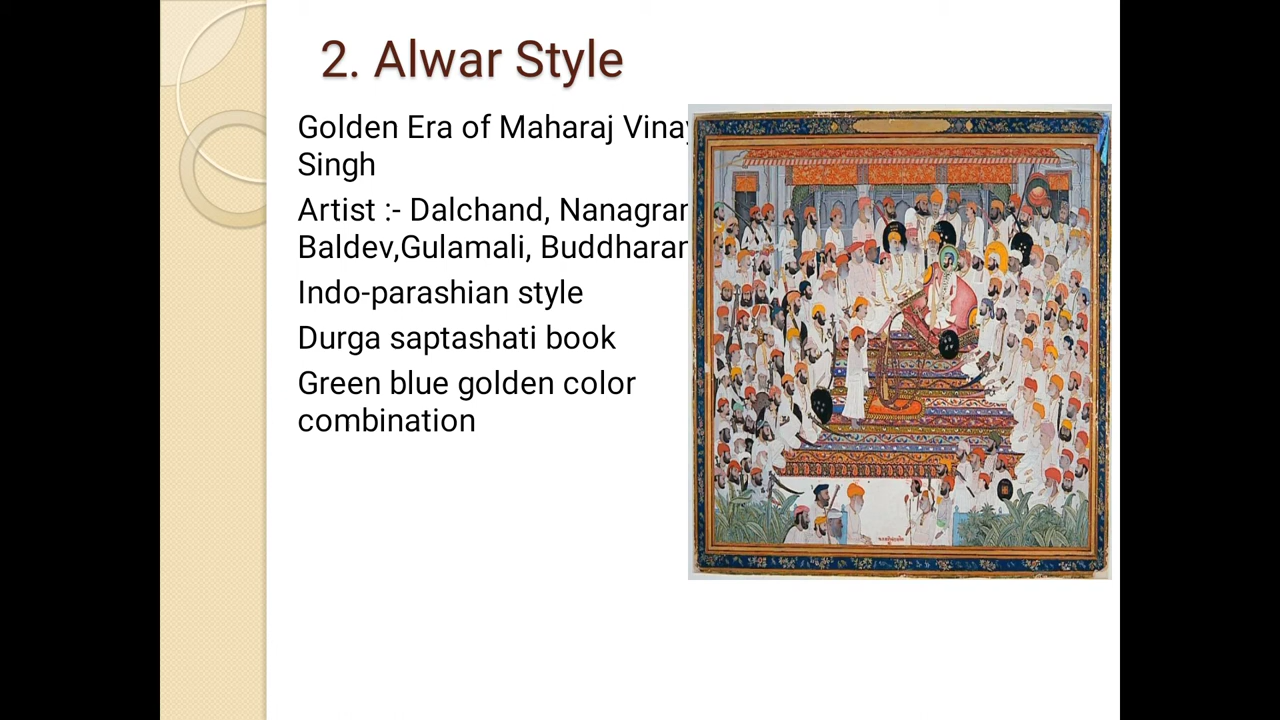 2. Alwar Style
Golden Era of Maharaj Vinay
Singh
Artist :- Dalchand, Nanagram
Baldev,Gulamali, Buddharam
Indo-parashian style
Durga saptashati book
Green blue golden color
combination